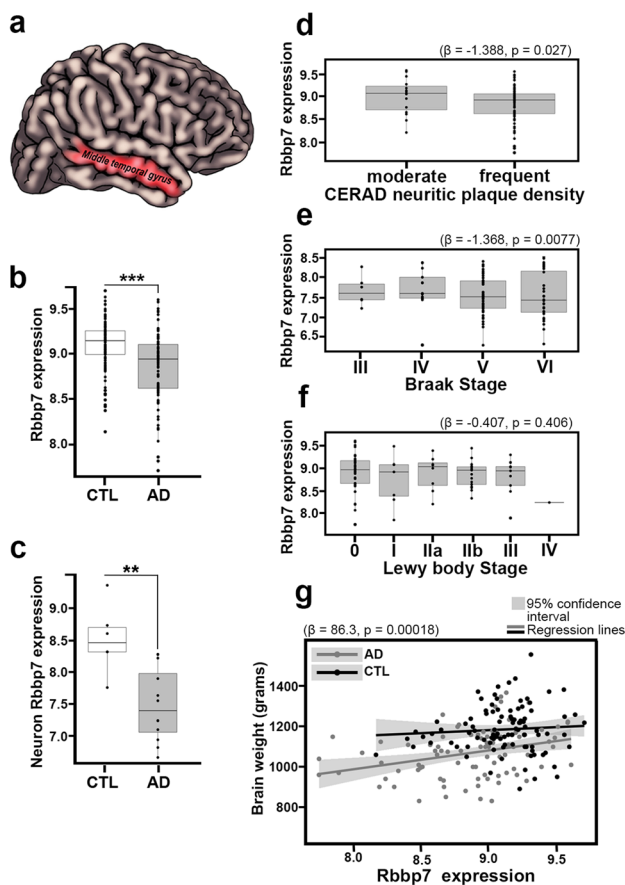 a
Middle temporal gyrus
b
***
Rbbp7 expression
9.5
9.0
8.5
8.0
CTL AD
c
**
Neuron Rbbp7 expression
8.5
8.0
7.5
7.0
CTL AD
d
(β = -1.388, p = 0.027)
Rbbp7 expression
9.5
9.0
8.5
8.0
moderate frequent
CERAD neuritic plaque density
e
(β = -1.368, p = 0.0077)
Rbbp7 expression
8.5
8.0
7.5
7.0
6.5
III IV V VI
Braak Stage
f
(β = -0.407, p = 0.406)
Rbbp7 expression
9.5
9.0
8.5
8.0
0 I IIa IIb III IV
Lewy body Stage
g
95% confidence
interval
Regression lines
(β = 86.3, p = 0.00018)
AD
CTL
Brain weight (grams)
1400
1200
1000
800
8.0 8.5 9.0 9.5
Rbbp7 expression